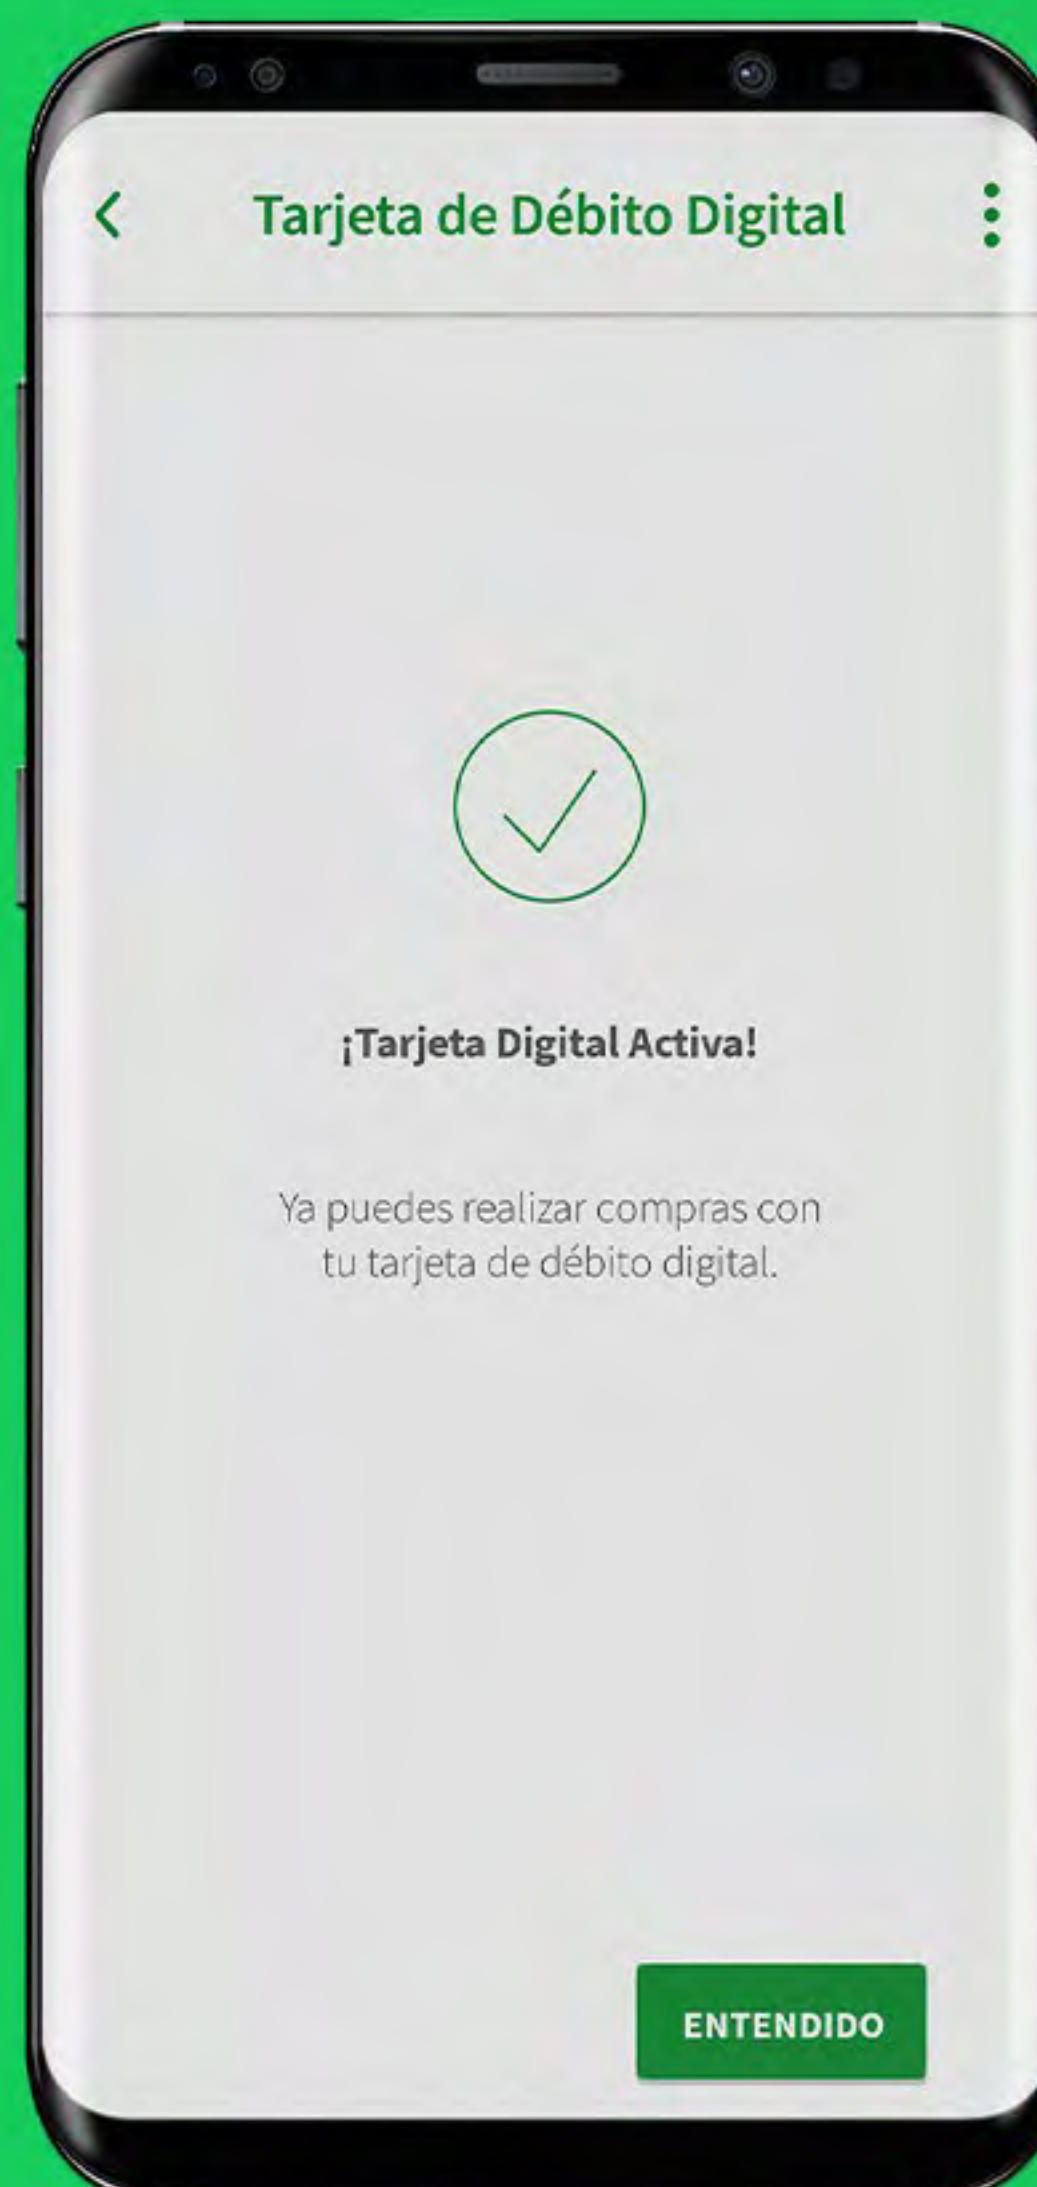 Tarjeta de Débito Digital
¡Tarjeta Digital Activa!
Ya puedes realizar compras con
tu tarjeta de débito digital.
ENTENDIDO